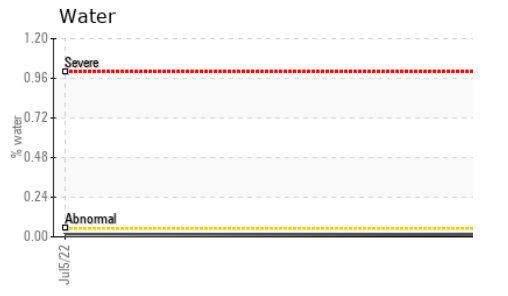 Water
1.20
Severe
0.96
0.72
% water
0.48
0.24
Abnormal
0.00
Jul5/22